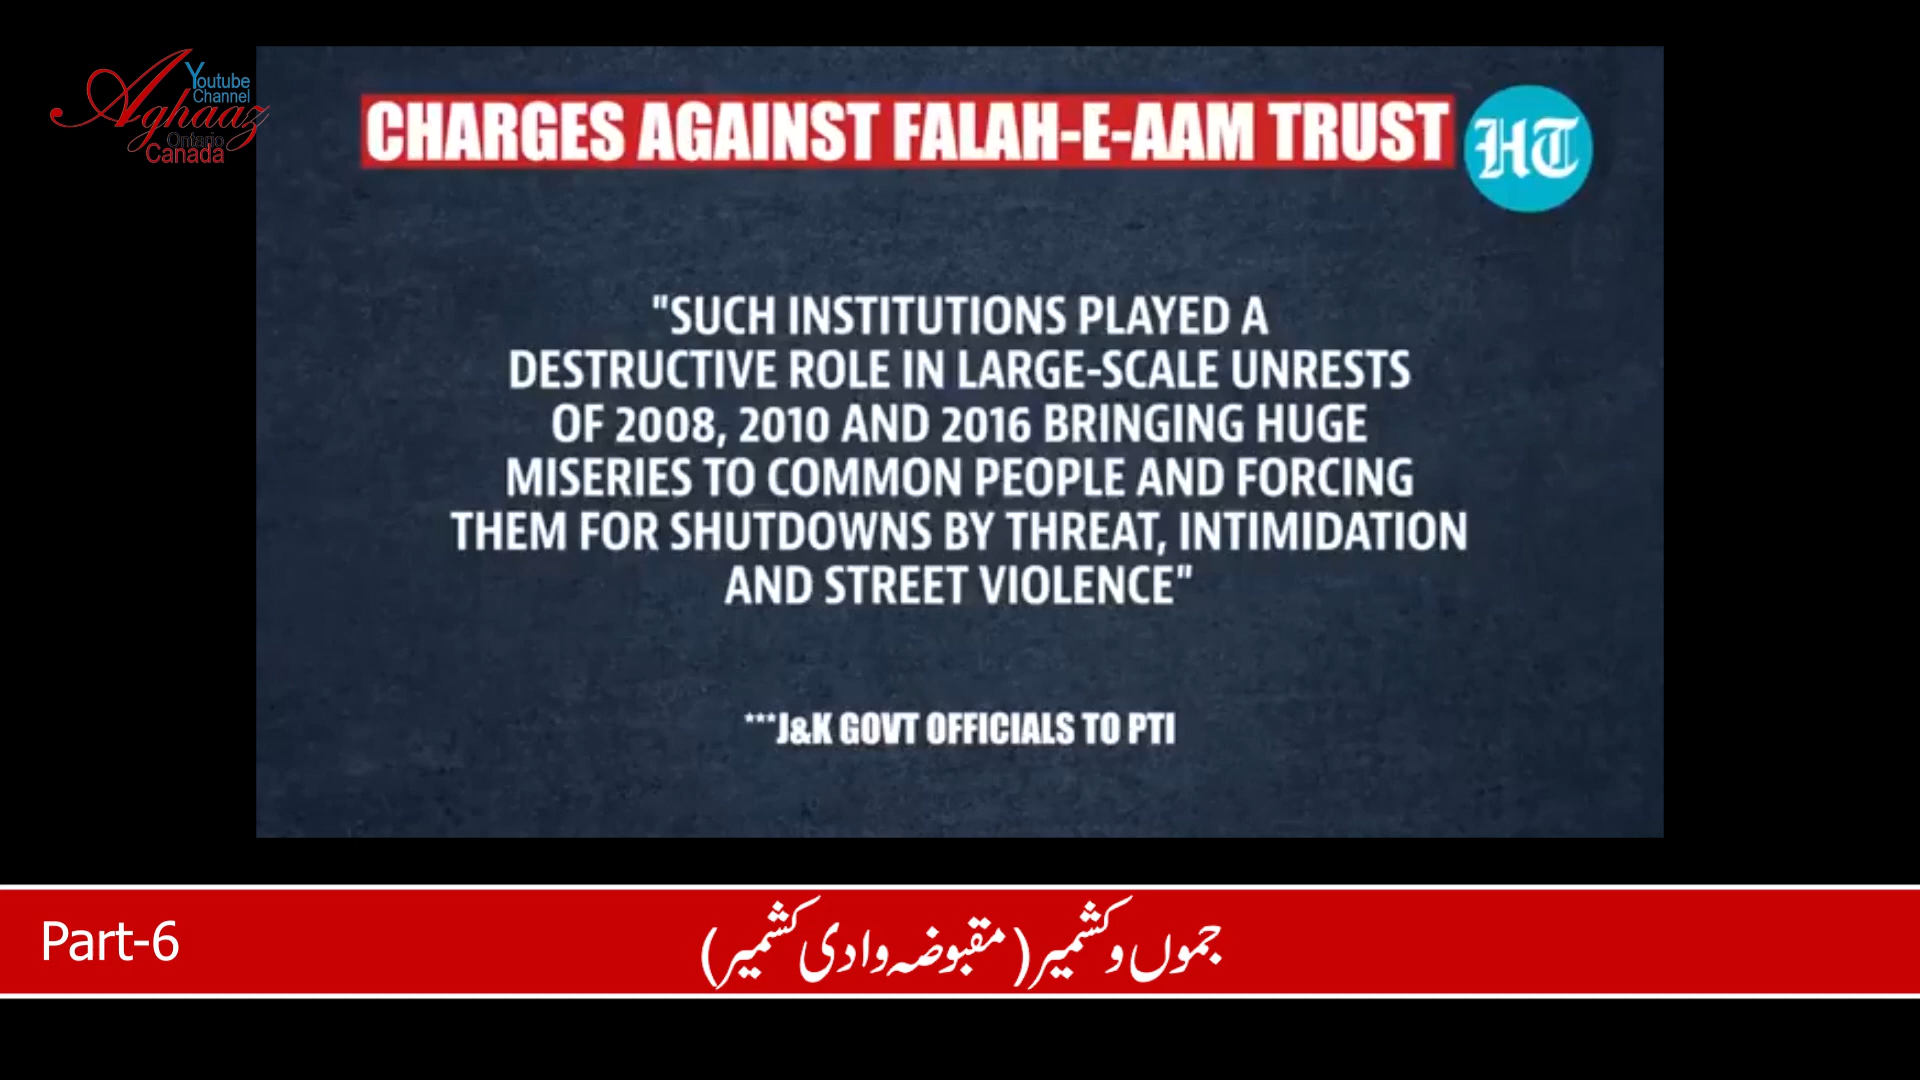 Aghaaz
Youtube
Channel
Ontario
Canada
CHARGES AGAINST FALAH-E-AAM TRUST
HT
"SUCH INSTITUTIONS PLAYED A
DESTRUCTIVE ROLE IN LARGE-SCALE UNRESTS
OF 2008, 2010 AND 2016 BRINGING HUGE
MISERIES TO COMMON PEOPLE AND FORCING
THEM FOR SHUTDOWNS BY THREAT, INTIMIDATION
AND STREET VIOLENCE"
***J&K GOVT OFFICIALS TO PTI
Part-6
جموں و کشمیر (مقبوضہ وادی کشمیر)